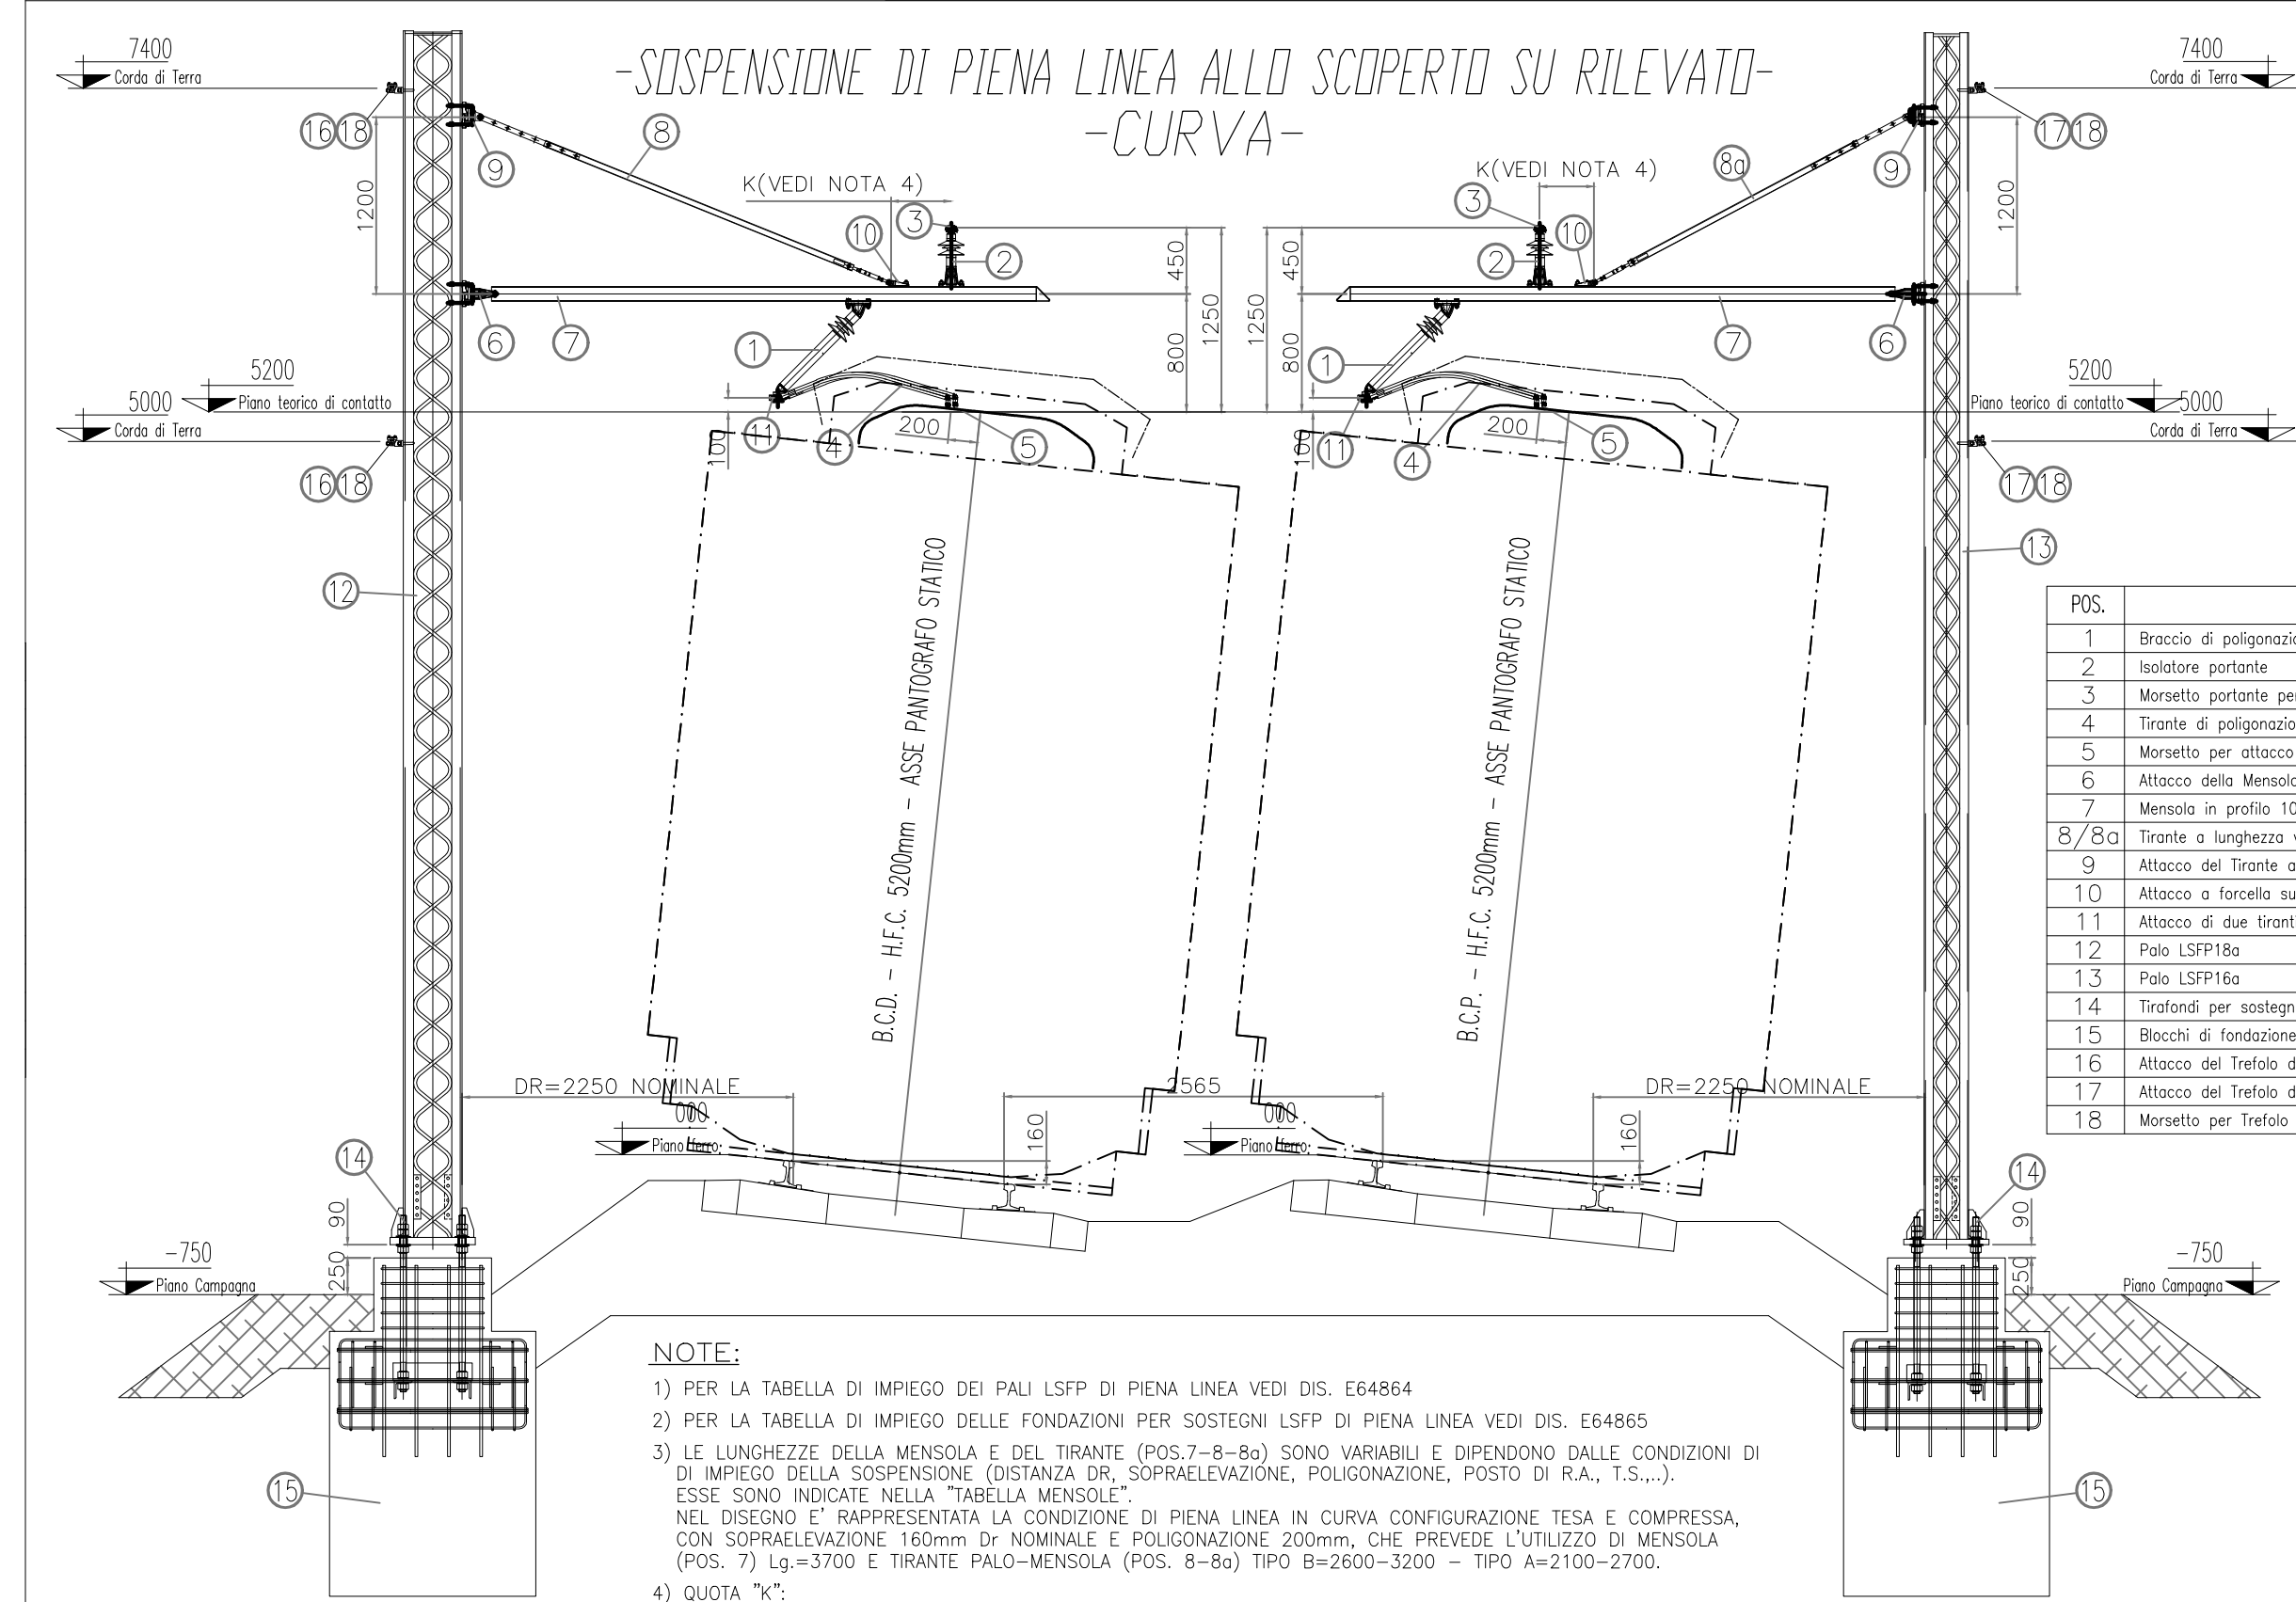 -SOSPENSIONE DI PIENA LINEA ALLO SCOPERTO SU RILEVATO-
-CURVA-
7400
Corda di Terra
7400
Corda di Terra
16 18
8
9
1200
K(VEDI NOTA 4)
3
10
2
450
1250
800
6
7
1
K(VEDI NOTA 4)
3
10
2
8a
9
17 18
1200
450
1250
800
1
7
6
5200
Piano teorico di contatto
5000
Corda di Terra
5200
Piano teorico di contatto
5000
Corda di Terra
16 18
100
11
4
200
5
100
11
4
200
5
17 18
12
13
B.C.D. - H.F.C. 5200mm - ASSE PANTOGRAFO STATICO
B.C.P. - H.F.C. 5200mm - ASSE PANTOGRAFO STATICO
POS.
1 Braccio di
2 Isolatore portante
3 Morsetto portante
4 Tirante di
5 Morsetto per attacco
6 Attacco della
7 Mensola in profilo
8/8a Tirante a lunghezza
9 Attacco del Tirante
10 Attacco a forcella
11 Attacco di due
12 Palo LSFP18a
13 Palo LSFP16a
14 Tirafondi per
15 Blocchi di fondazione
16 Attacco del Trefolo
17 Attacco del Trefolo
18 Morsetto per Trefolo
DR=2250 NOMINALE
2565
DR=2250 NOMINALE
000
Piano ferro
160
000
Piano ferro
160
14
90
250
-750
Piano Campagna
14
90
250
-750
Piano Campagna
15
15
NOTE:
1) PER LA TABELLA DI IMPIEGO DEI PALI LSFP DI PIENA LINEA VEDI DIS. E64864
2) PER LA TABELLA DI IMPIEGO DELLE FONDAZIONI PER SOSTEGNI LSFP DI PIENA LINEA VEDI DIS. E64865
3) LE LUNGHEZZE DELLA MENSOLA E DEL TIRANTE (POS.7-8-8a) SONO VARIABILI E DIPENDONO DALLE CONDIZIONI DI
DI IMPIEGO DELLA SOSPENSIONE (DISTANZA DR, SOPRAELEVAZIONE, POLIGONAZIONE, POSTO DI R.A., T.S.,..).
ESSE SONO INDICATE NELLA "TABELLA MENSOLE".
NEL DISEGNO E' RAPPRESENTATA LA CONDIZIONE DI PIENA LINEA IN CURVA CONFIGURAZIONE TESA E COMPRESSA,
CON SOPRAELEVAZIONE 160mm Dr NOMINALE E POLIGONAZIONE 200mm, CHE PREVEDE L'UTILIZZO DI MENSOLA
(POS. 7) Lg.=3700 E TIRANTE PALO-MENSOLA (POS. 8-8a) TIPO B=2600-3200 - TIPO A=2100-2700.
4) QUOTA "K":